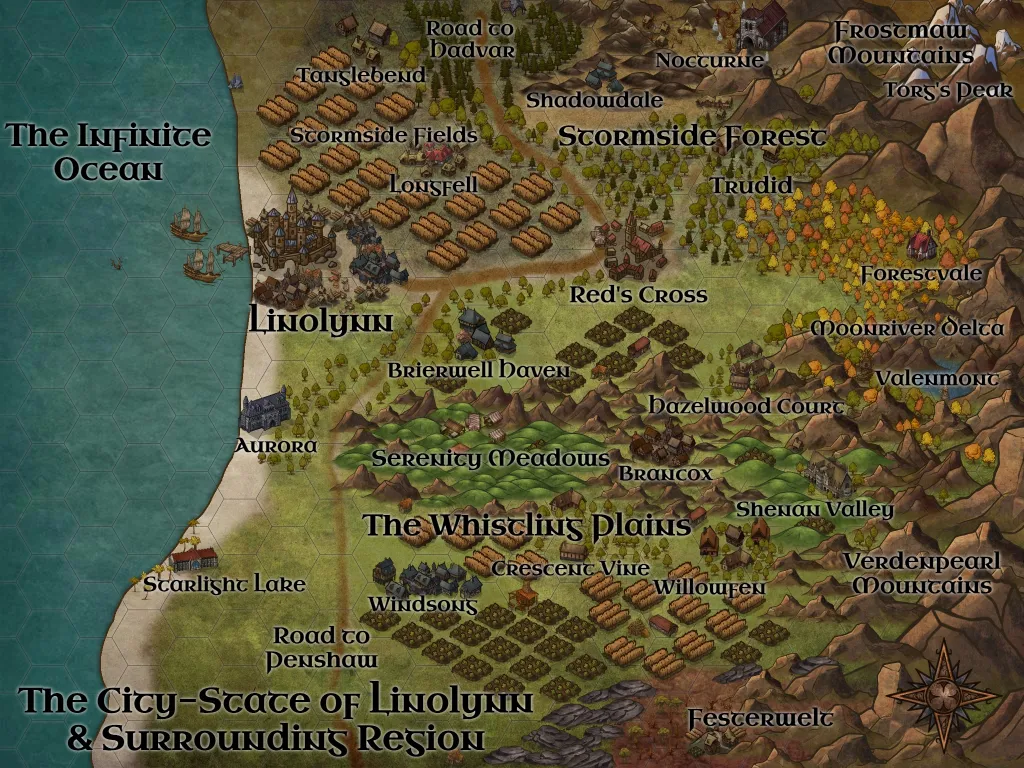 Road to
Hadvar
Frostmaw
Mountains
Nocturne
Tanglebend
Torg's Peak
Shadowdale
The Infinite
Ocean
Stormside Fields
Stormside Forest
Longfell
Trudid
Forestvale
Red's Cross
Linolynn
Moonriver Delta
Brierwell Haven
Valenmont
Hazelwood Court
Aurora
Serenity Meadows
Brancox
Shenan Valley
The Whistling Plains
Crescent Vine
Verdenpearl
Mountains
Starlight Lare
Willowfen
Windsong
Road to
Penshaw
The City-State of Linolynn
& Surrounding Region
Festerwelt